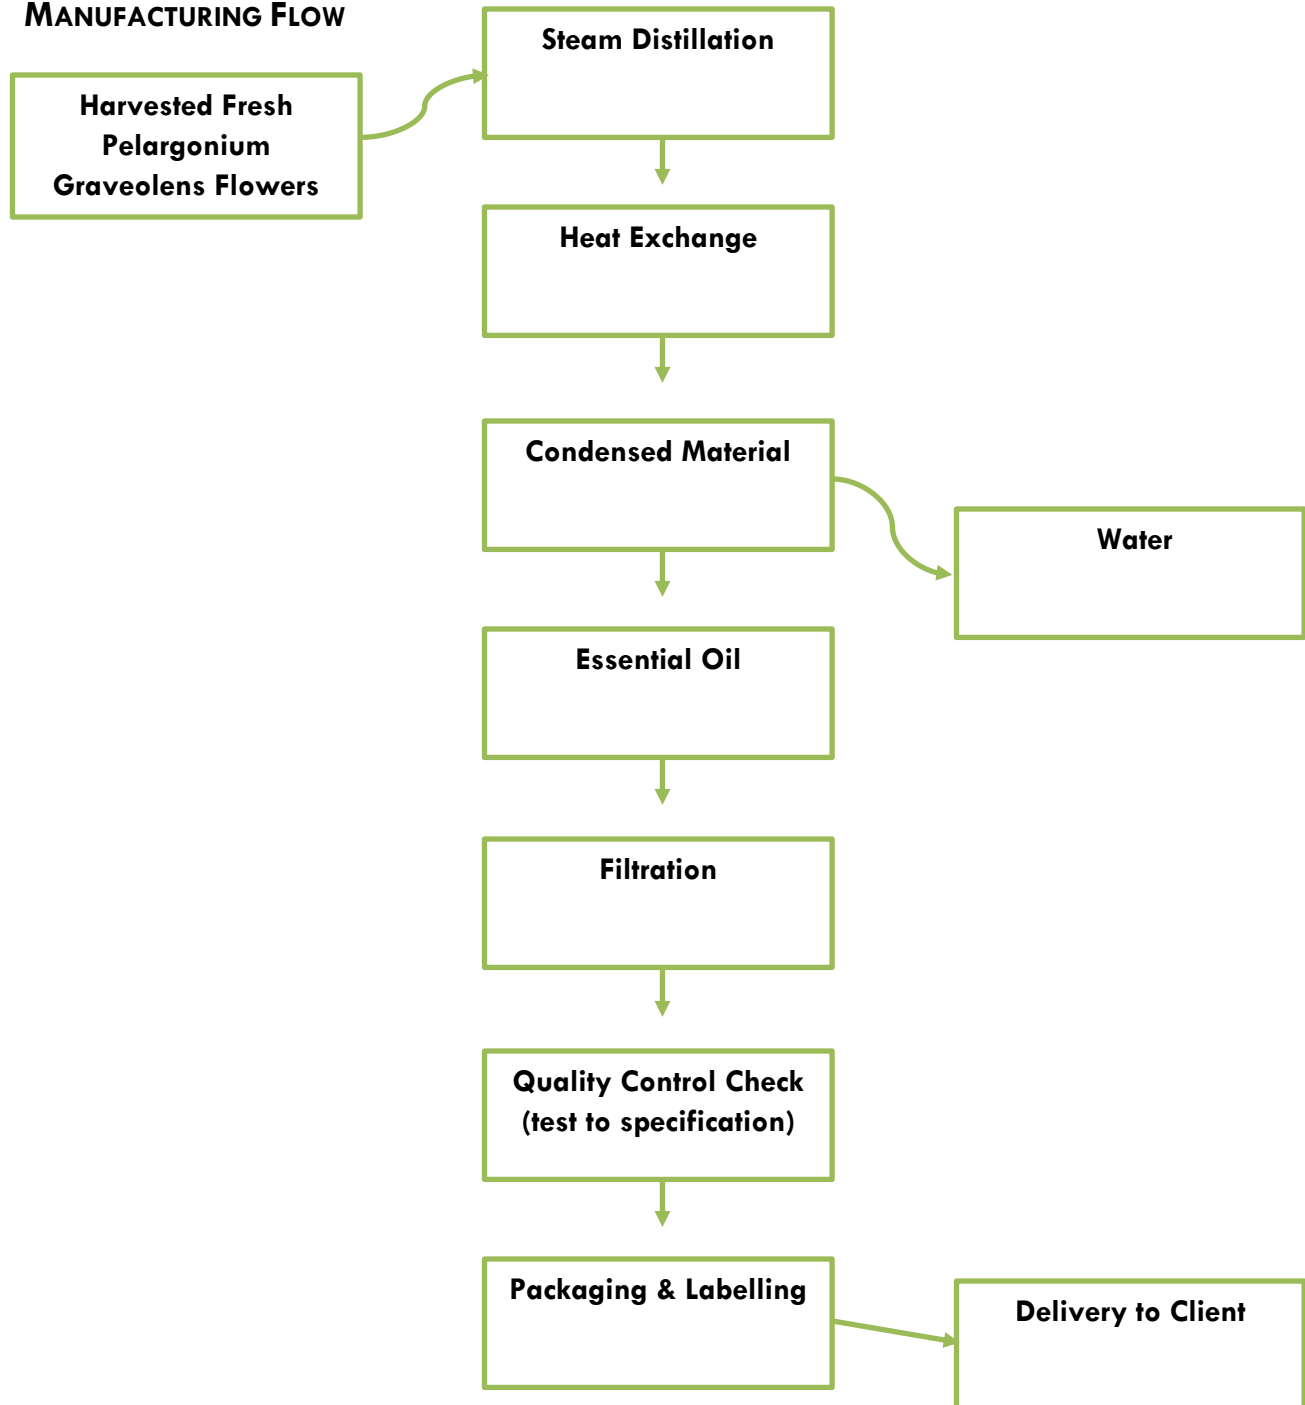 MANUFACTURING FLOW
Harvested Fresh
Pelargonium
Graveolens Flowers
Steam Distillation
Heat Exchange
Condensed Material
Water
Essential Oil
Filtration
Quality Control Check
(test to specification)
Packaging & Labelling
Delivery to Client